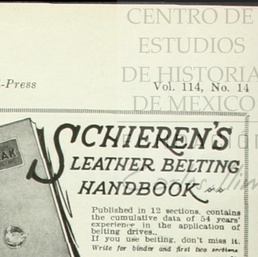 CENTRO DE
ESTUDIOS
DE HISTORIA
DE MEXICO
-Press Vol. 114, No. 14
SCHIEREN'S
LEATHER BELTING
HANDBOOK
Published in 12 sections, contains
the cumulative data of 54 years'
experience in the application of
belting drives..
If you use belting, don't miss it.
Write for binder and first two sections